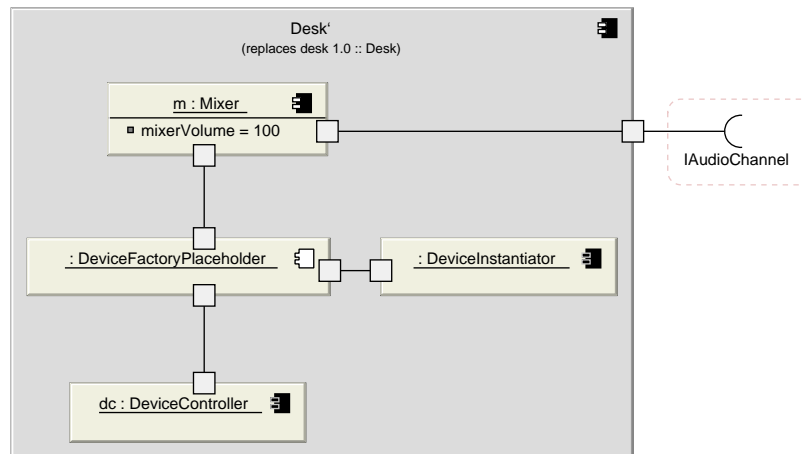 Desk‘
(replaces desk 1.0 :: Desk)
m : Mixer
mixerVolume = 100
IAudioChannel
: DeviceFactoryPlaceholder
: DeviceInstantiator
dc : DeviceController